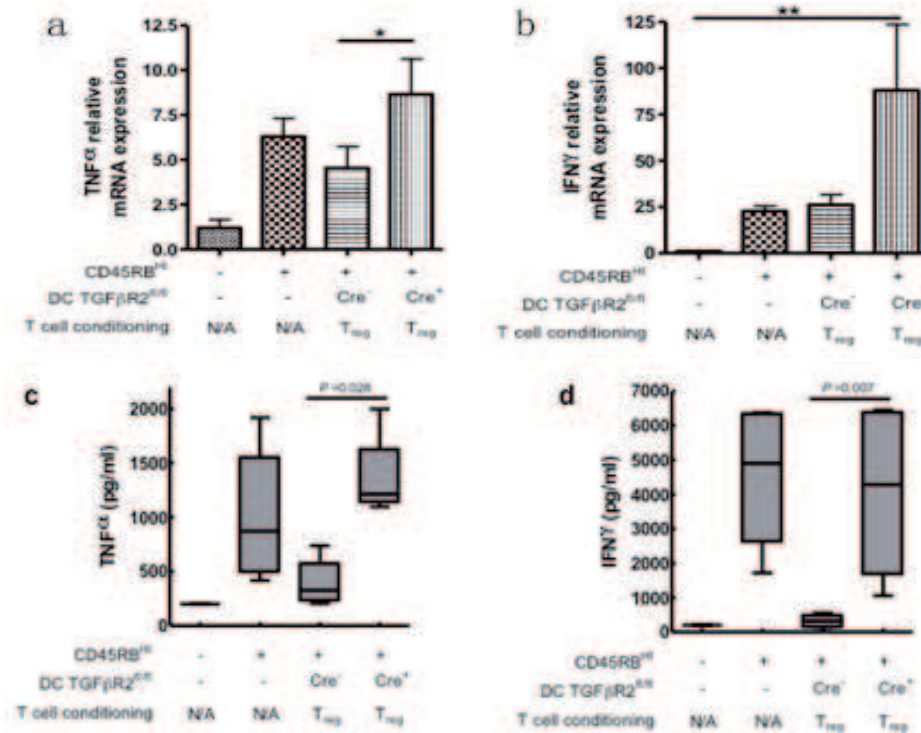 a
TNFα relative
mRNA expression
12.5
10.0
7.5
5.0
2.5
0.0
*
CD45RB^HI - + + +
DC TGFβR2^fl/fl - - Cre⁻ Cre⁺
T cell conditioning N/A N/A T_reg T_reg
b
IFNγ relative
mRNA expression
125
100
75
50
25
0
**
CD45RB^HI - + + +
DC TGFβR2^fl/fl - - Cre⁻ Cre
T cell conditioning N/A N/A T_reg T_reg
c
TNFα (pg/ml)
2000
1500
1000
500
0
P=0.028
CD45RB^HI - + + +
DC TGFβR2^fl/fl - - Cre⁻ Cre⁺
T cell conditioning N/A N/A T_reg T_reg
d
IFNγ (pg/ml)
7000
6000
5000
4000
3000
2000
1000
0
P=0.007
CD45RB^HI - + + +
DC TGFβR2^fl/fl - - Cre⁻ Cre⁺
T cell conditioning N/A N/A T_reg T_reg